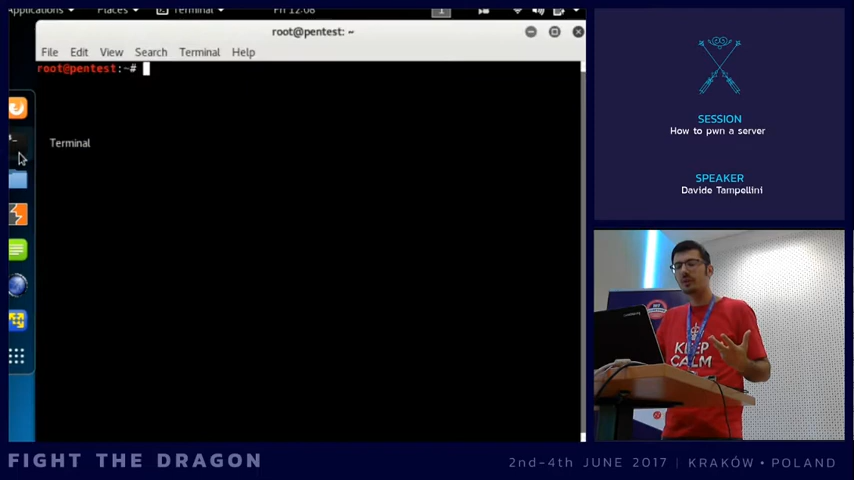 Applications Places Terminal Fri 12:08 1
root@pentest: ~
File Edit View Search Terminal Help
root@pentest:~#
Terminal
SESSION
How to pwn a server
SPEAKER
Davide Tampellini
KEEP
CALM
FIGHT THE DRAGON
2nd-4th JUNE 2017 | KRAKÓW • POLAND